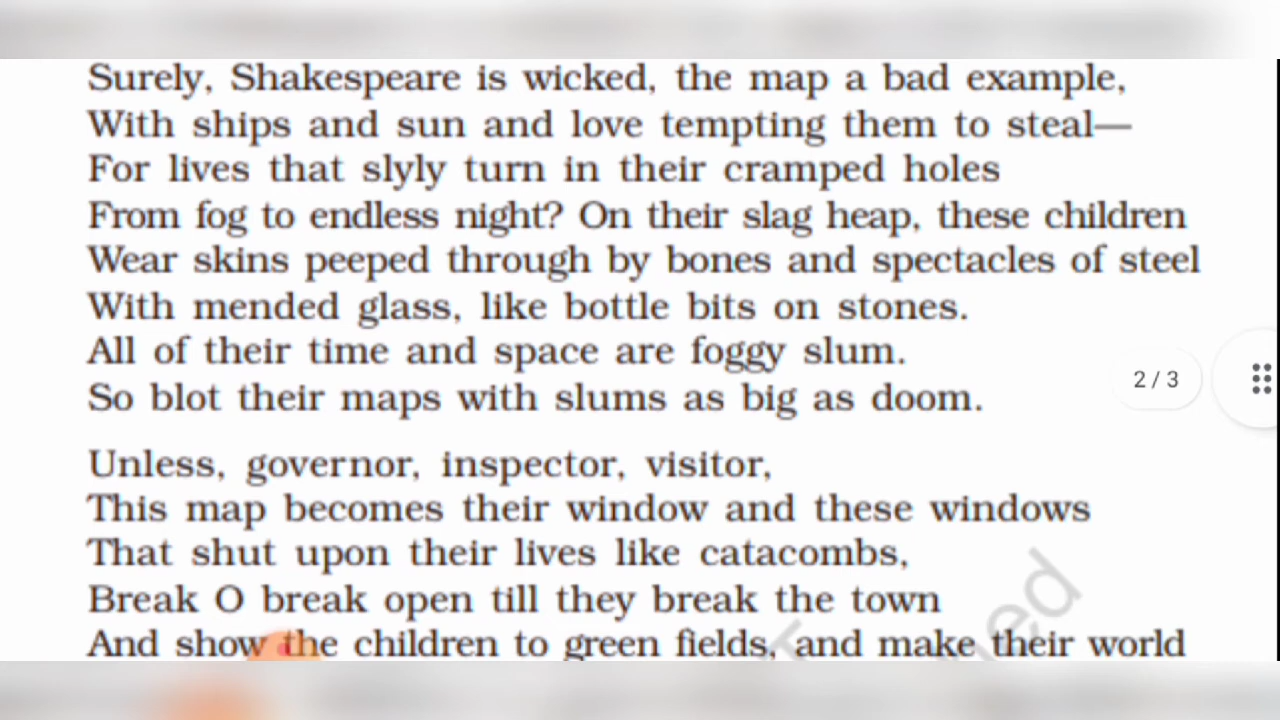 Surely, Shakespeare is wicked, the map a bad example,
With ships and sun and love tempting them to steal—
For lives that slyly turn in their cramped holes
From fog to endless night? On their slag heap, these children
Wear skins peeped through by bones and spectacles of steel
With mended glass, like bottle bits on stones.
All of their time and space are foggy slum.
So blot their maps with slums as big as doom.
2 / 3
Unless, governor, inspector, visitor,
This map becomes their window and these windows
That shut upon their lives like catacombs,
Break O break open till they break the town
And show the children to green fields, and make their world